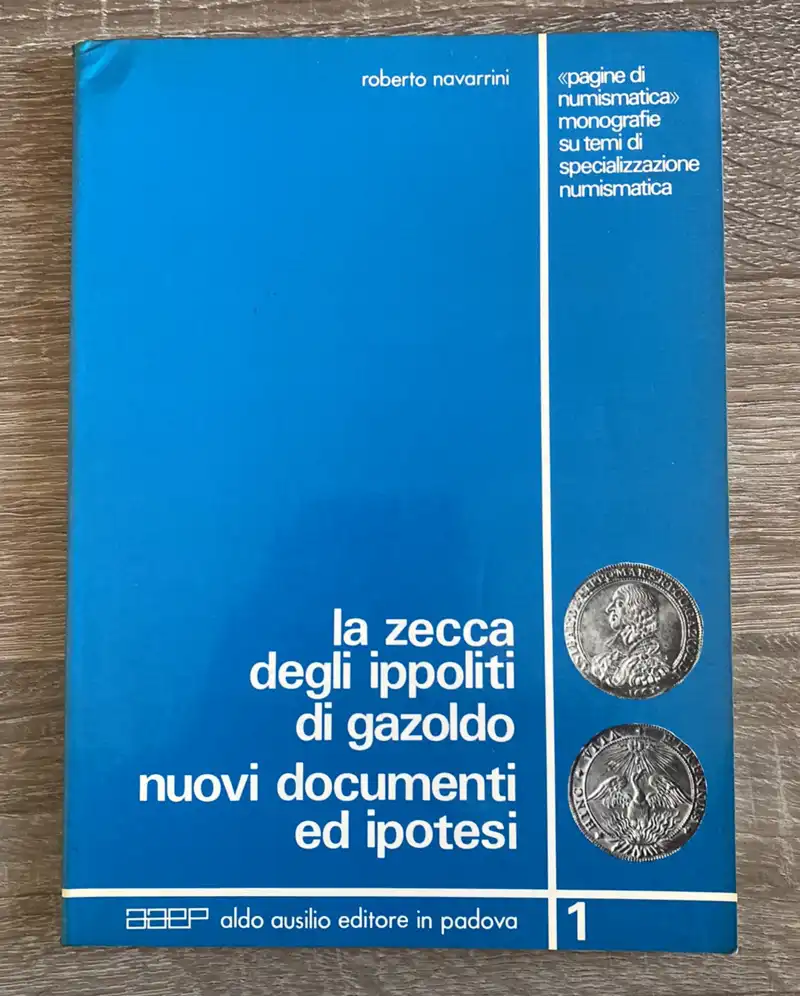 roberto navarrini
«pagine di
numismatica»
monografie
su temi di
specializzazione
numismatica
la zecca
degli ippoliti
di gazoldo
nuovi documenti
ed ipotesi
aaep aldo ausilio editore in padova
1